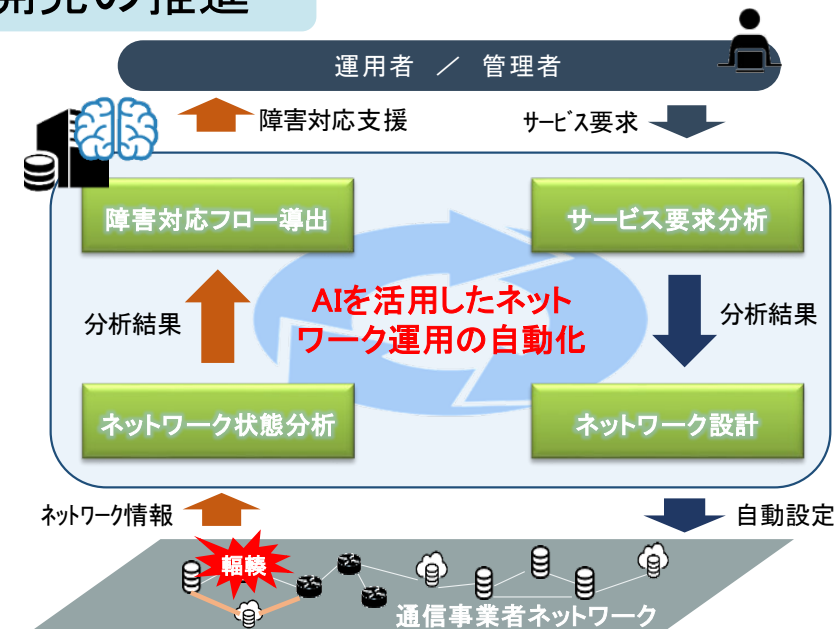 開発の推進
運用者 ／ 管理者
障害対応支援
サービス要求
障害対応フロー導出
サービス要求分析
AIを活用したネット
ワーク運用の自動化
分析結果
分析結果
ネットワーク状態分析
ネットワーク設計
ネットワーク情報
自動設定
輻輳
通信事業者ネットワーク